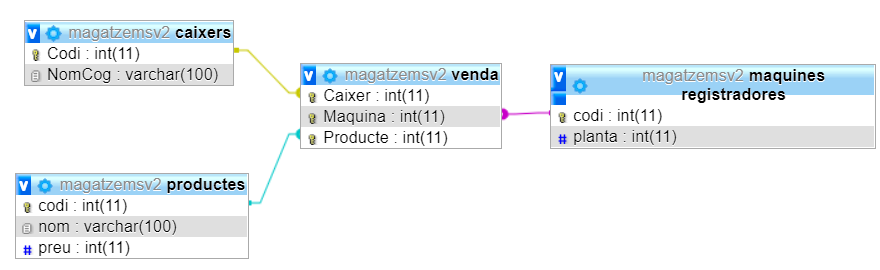 magatzemsv2 caixers
Codi : int(11)
NomCog : varchar(100)
magatzemsv2 venda
Caixer : int(11)
Maquina : int(11)
Producte : int(11)
magatzemsv2 maquines
registradores
codi : int(11)
planta : int(11)
magatzemsv2 productes
codi : int(11)
nom : varchar(100)
preu : int(11)